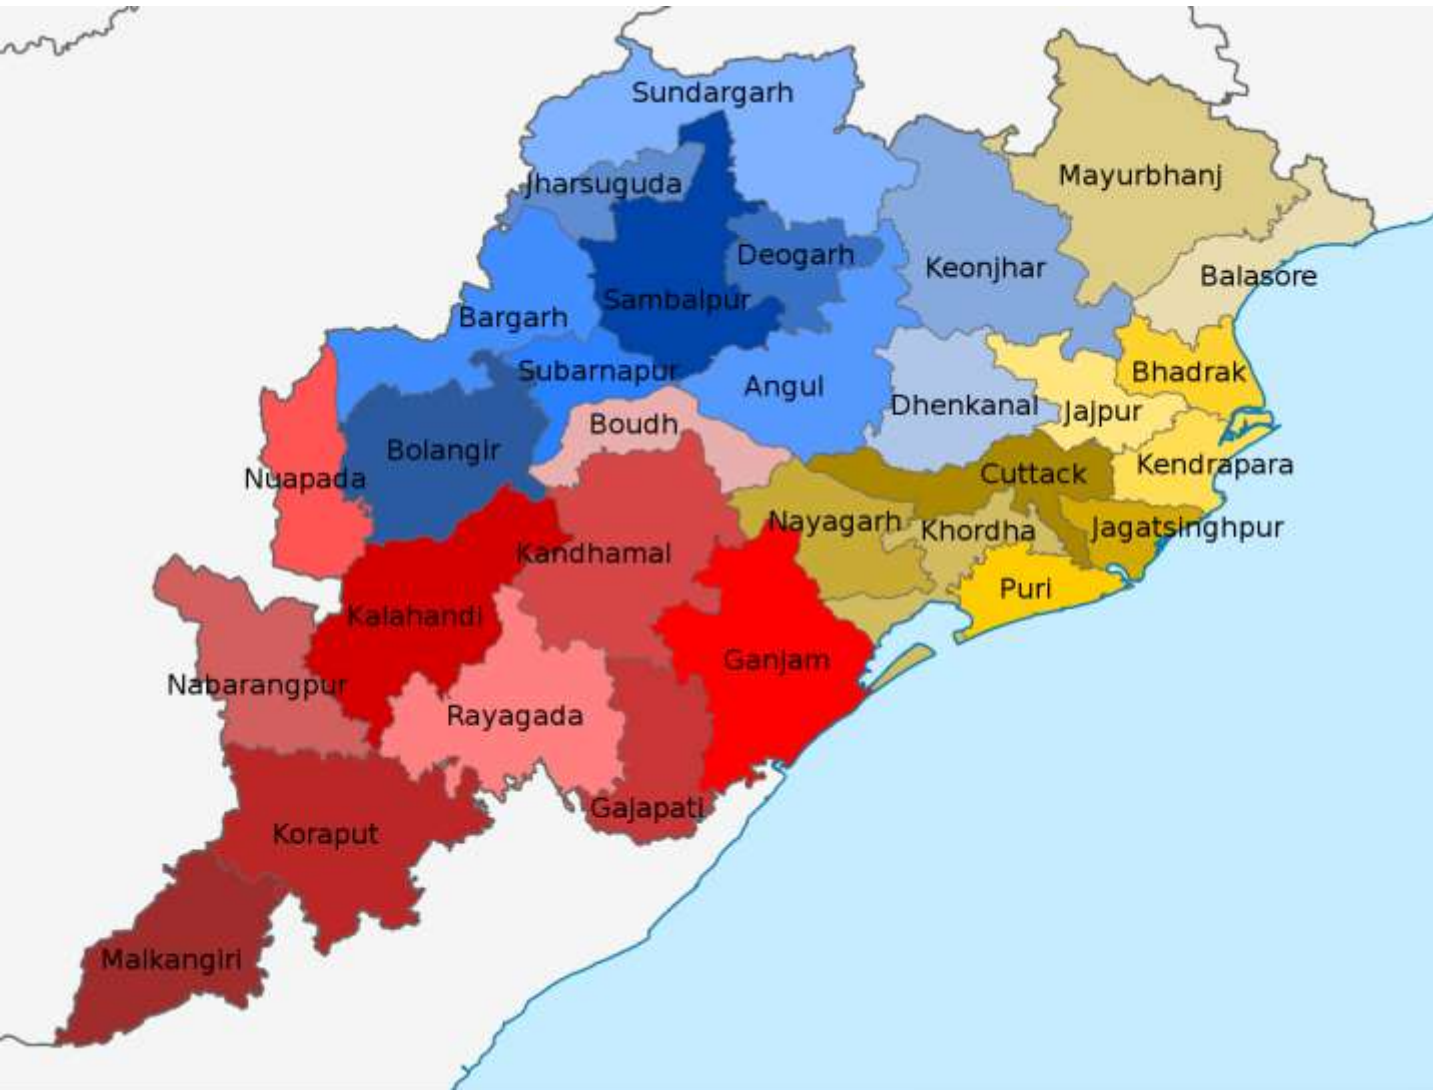 Sundargarh
Mayurbhanj
Jharsuguda
Deogarh
Keonjhar
Balasore
Sambalpur
Bargarh
Subarnapur
Bhadrak
Angul
Dhenkanal
Jajpur
Boudh
Bolangir
Kendrapara
Cuttack
Nuapada
Nayagarh
Khordha
Jagatsinghpur
Kandhamal
Puri
Kalahandi
Ganjam
Nabarangpur
Rayagada
Gajapati
Koraput
Malkangiri